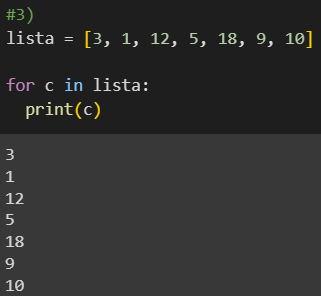 #3)
lista = [3, 1, 12, 5, 18, 9, 10]
for c in lista:
  print(c)
3
1
12
5
18
9
10